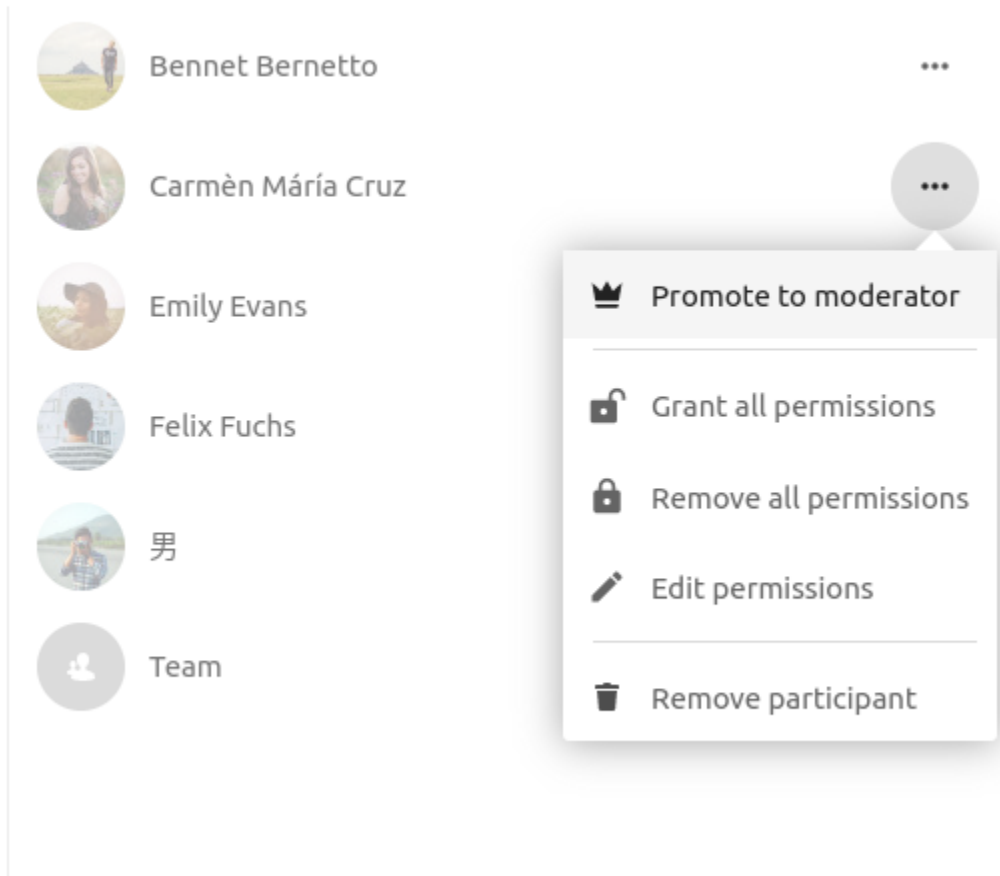 Bennet Bernetto
Carmèn Máría Cruz
Promote to moderator
Emily Evans
Grant all permissions
Felix Fuchs
Remove all permissions
男
Edit permissions
Team
Remove participant